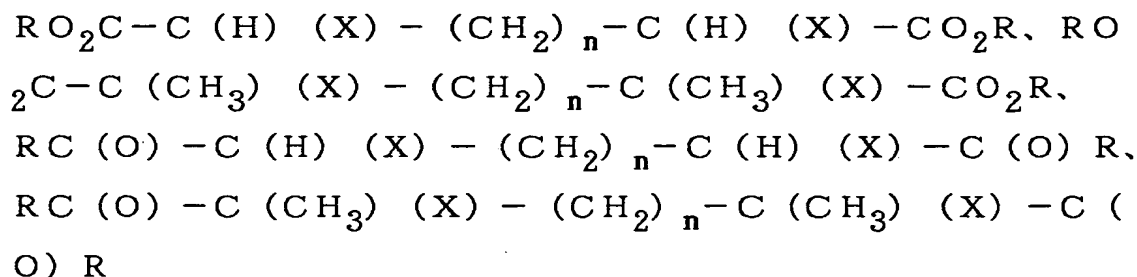 RO₂C−C (H) (X) − (CH₂) ₙ−C (H) (X) −CO₂R、RO
₂C−C (CH₃) (X) − (CH₂) ₙ−C (CH₃) (X) −CO₂R、
RC (O) −C (H) (X) − (CH₂) ₙ−C (H) (X) −C (O) R、
RC (O) −C (CH₃) (X) − (CH₂) ₙ−C (CH₃) (X) −C (
O) R